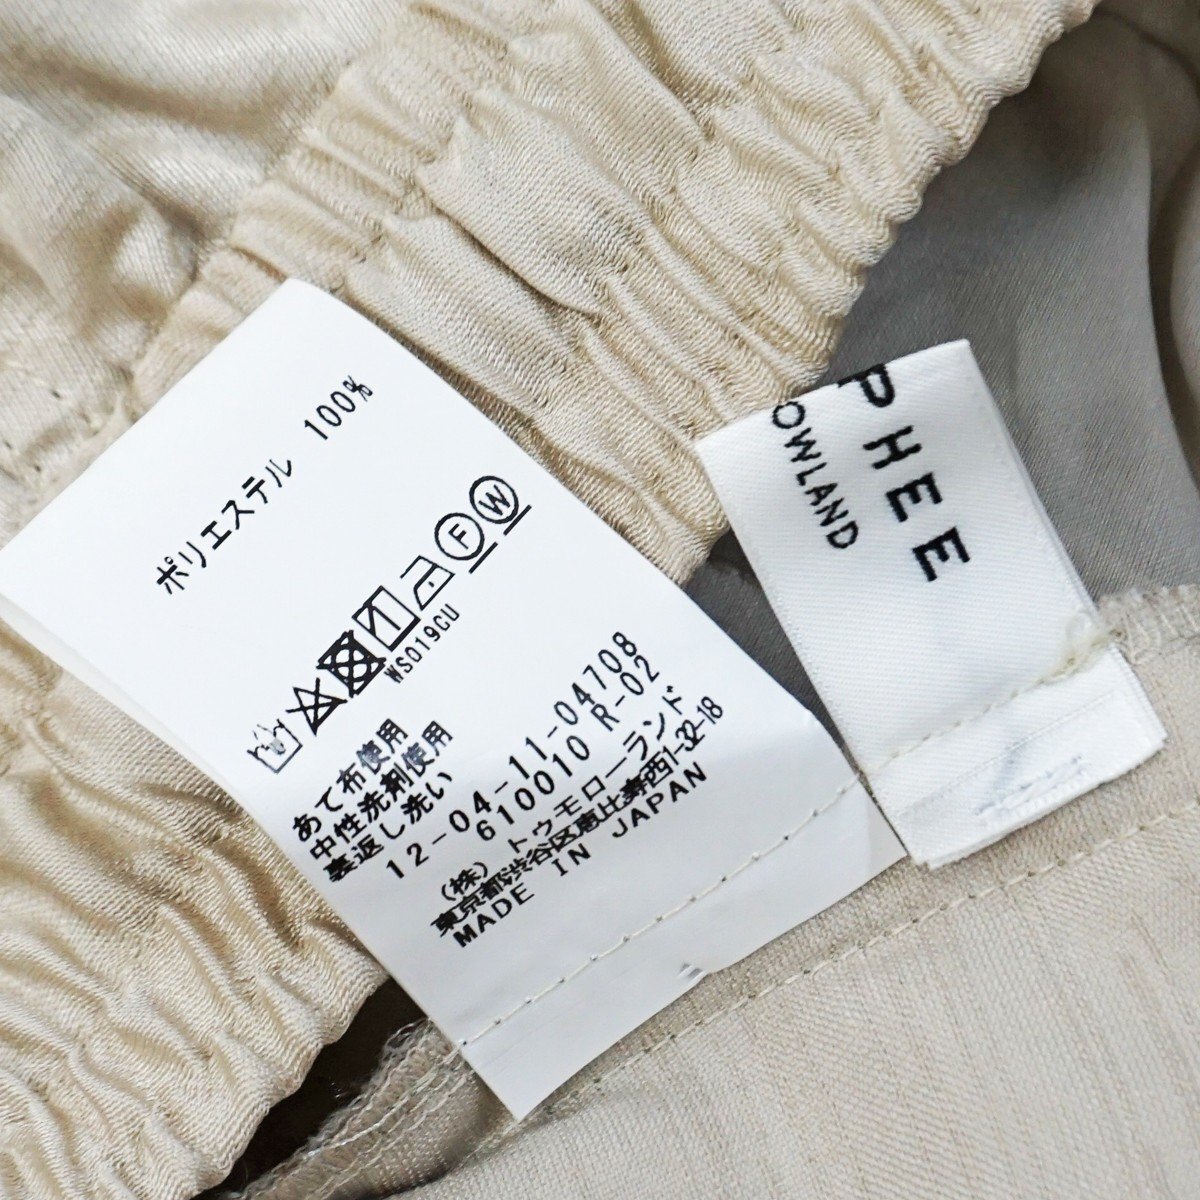 ポリエステル 100%
F W
WS019CU
あて布使用
中性洗剤使用
裏返し洗い
12-04-11-04708
610010 R-02
(株) トゥモローランド
東京都渋谷区恵比寿西1-32-18
MADE IN JAPAN
PHEE
OWLAND